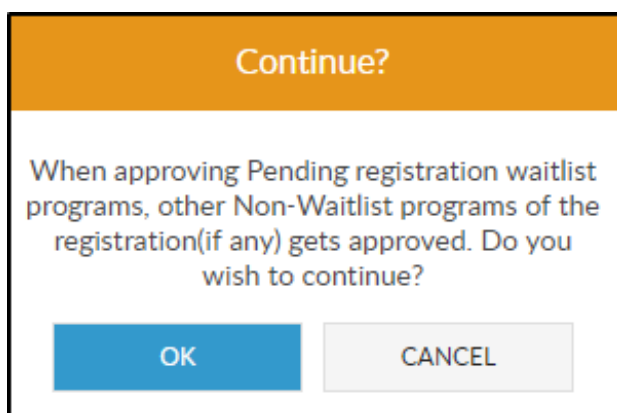 Continue?
When approving Pending registration waitlist
programs, other Non-Waitlist programs of the
registration(if any) gets approved. Do you
wish to continue?
OK
CANCEL